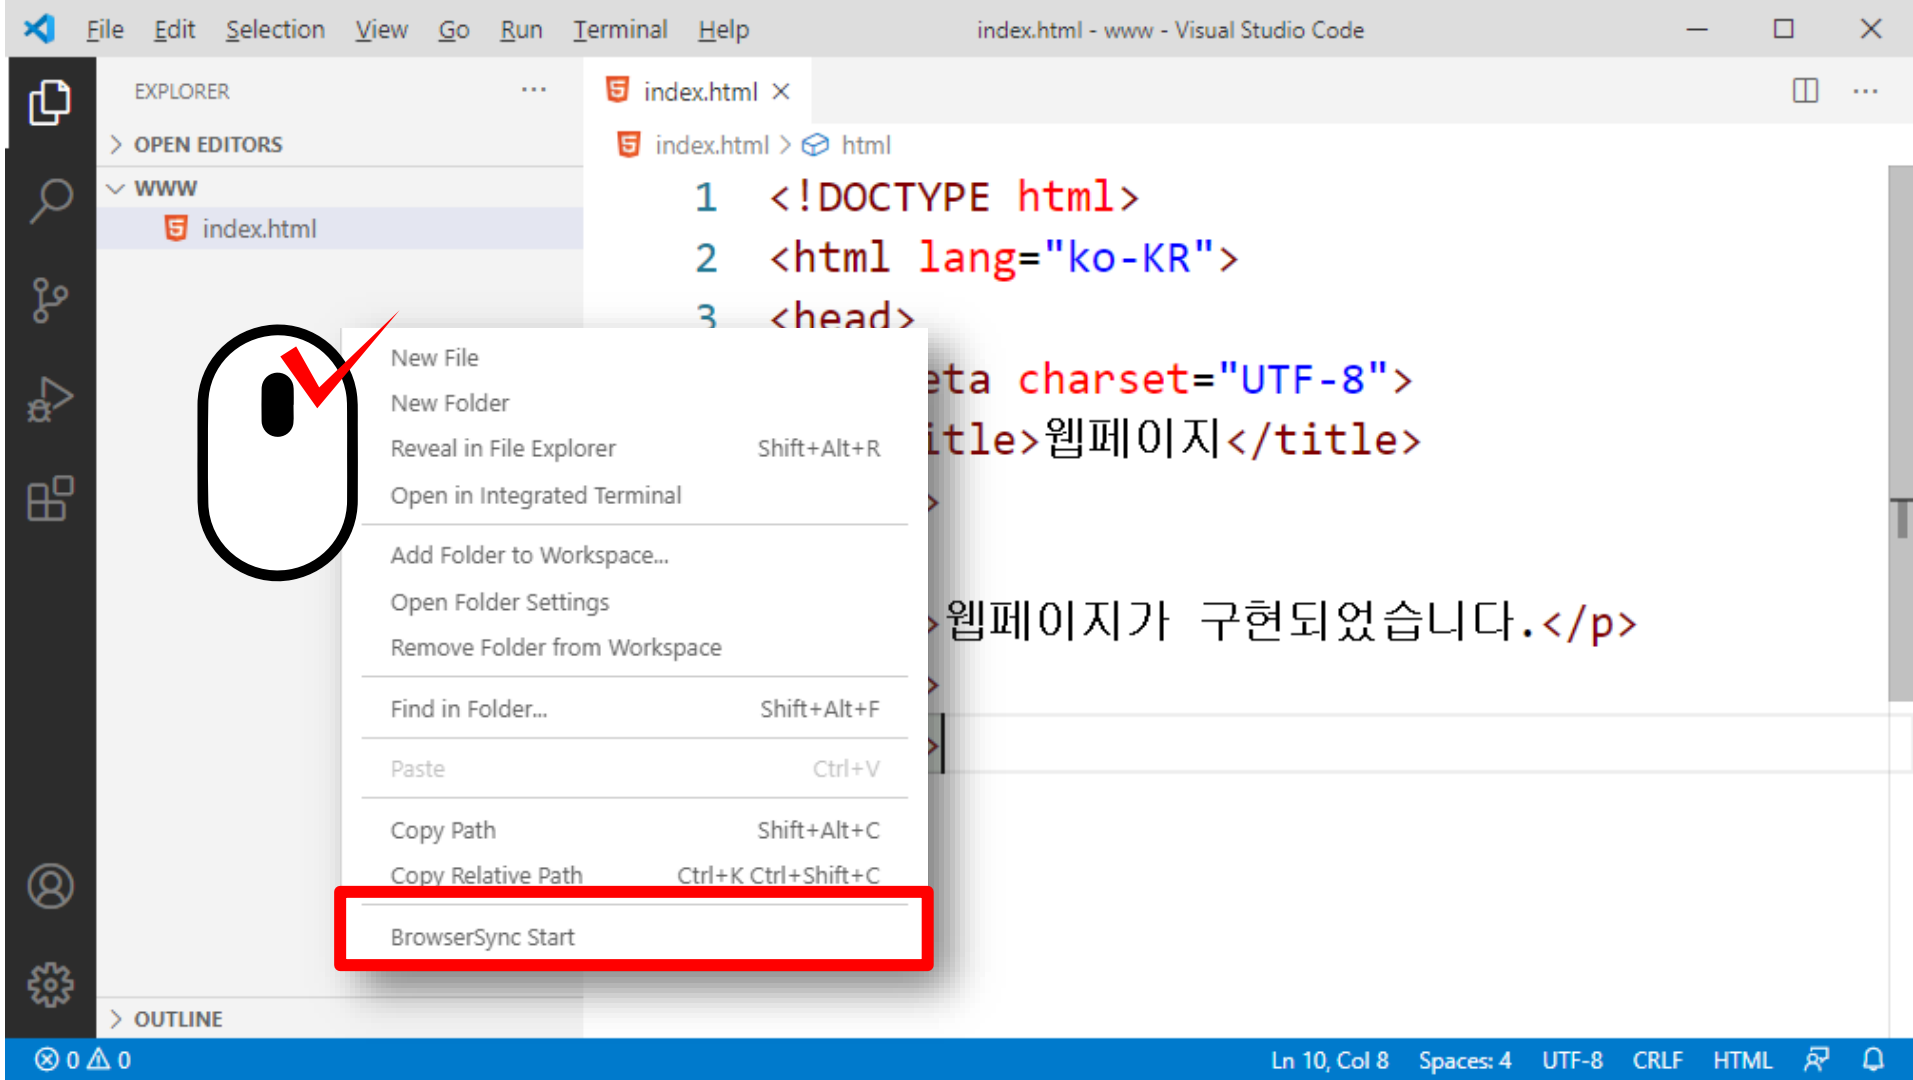 File Edit Selection View Go Run Terminal Help index.html - www - Visual Studio Code
EXPLORER
index.html
OPEN EDITORS
index.html > html
WWW
index.html
1 <!DOCTYPE html>
2 <html lang="ko-KR">
3 <head>
eta charset="UTF-8">
itle>웹페이지</title>
>
>웹페이지가 구현되었습니다.</p>
>
>
New File
New Folder
Reveal in File Explorer Shift+Alt+R
Open in Integrated Terminal
Add Folder to Workspace...
Open Folder Settings
Remove Folder from Workspace
Find in Folder... Shift+Alt+F
Paste Ctrl+V
Copy Path Shift+Alt+C
Copy Relative Path Ctrl+K Ctrl+Shift+C
BrowserSync Start
OUTLINE
0 0 Ln 10, Col 8 Spaces: 4 UTF-8 CRLF HTML